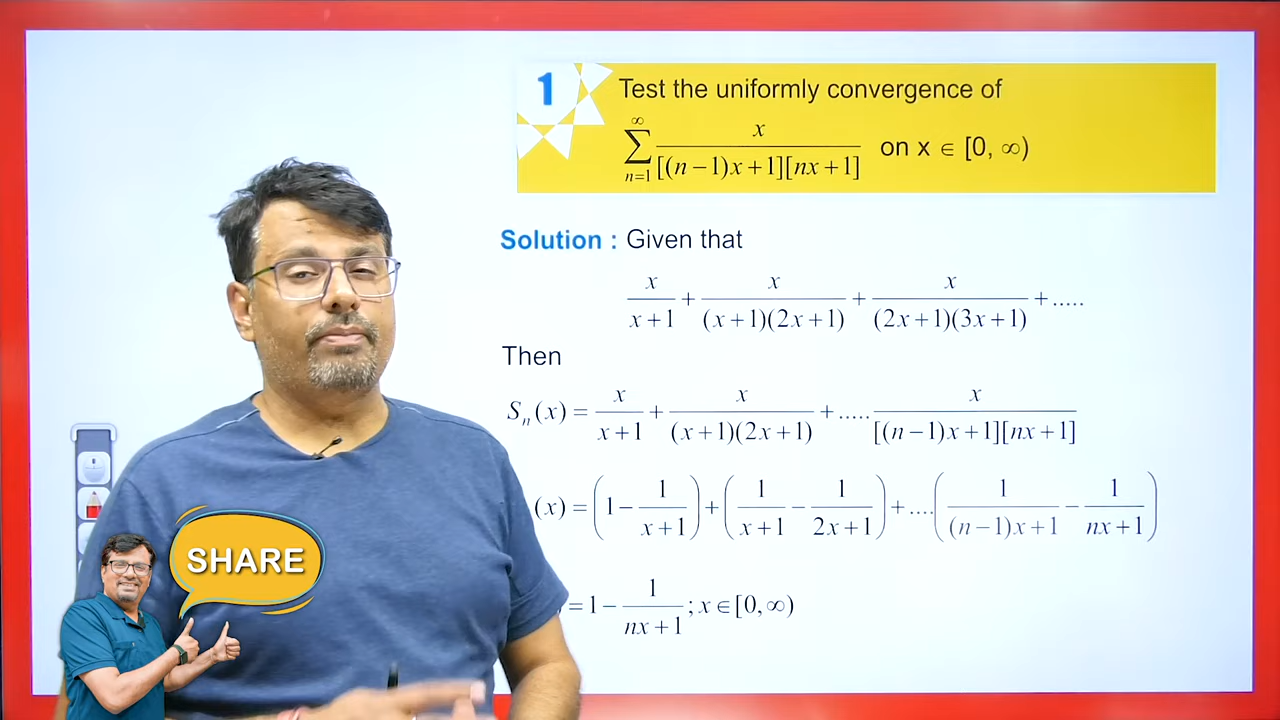 1
Test the uniformly convergence of
∞ ∑ n=1 x / [(n−1)x+1][nx+1] on x ∈ [0, ∞)
Solution : Given that
x / x+1 + x / (x+1)(2x+1) + x / (2x+1)(3x+1) + .....
Then
Sₙ(x) = x / x+1 + x / (x+1)(2x+1) + ..... x / [(n−1)x+1][nx+1]
(x) = (1 − 1 / x+1) + (1 / x+1 − 1 / 2x+1) + .... (1 / (n−1)x+1 − 1 / nx+1)
= 1 − 1 / nx+1 ; x ∈ [0, ∞)
SHARE